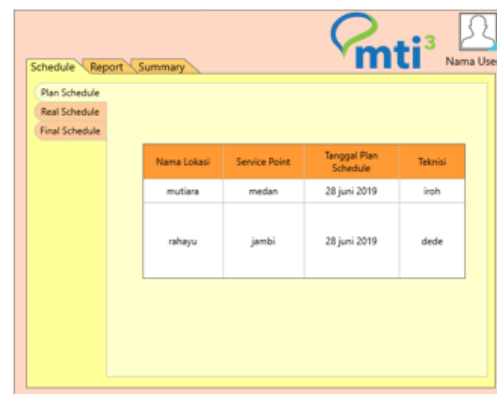 mti³
Nama User
Schedule Report Summary
Plan Schedule
Real Schedule
Final Schedule
Nama Lokasi Service Point Tanggal Plan Schedule Teknisi
mutiara medan 28 juni 2019 iroh
rahayu jambi 28 juni 2019 dede